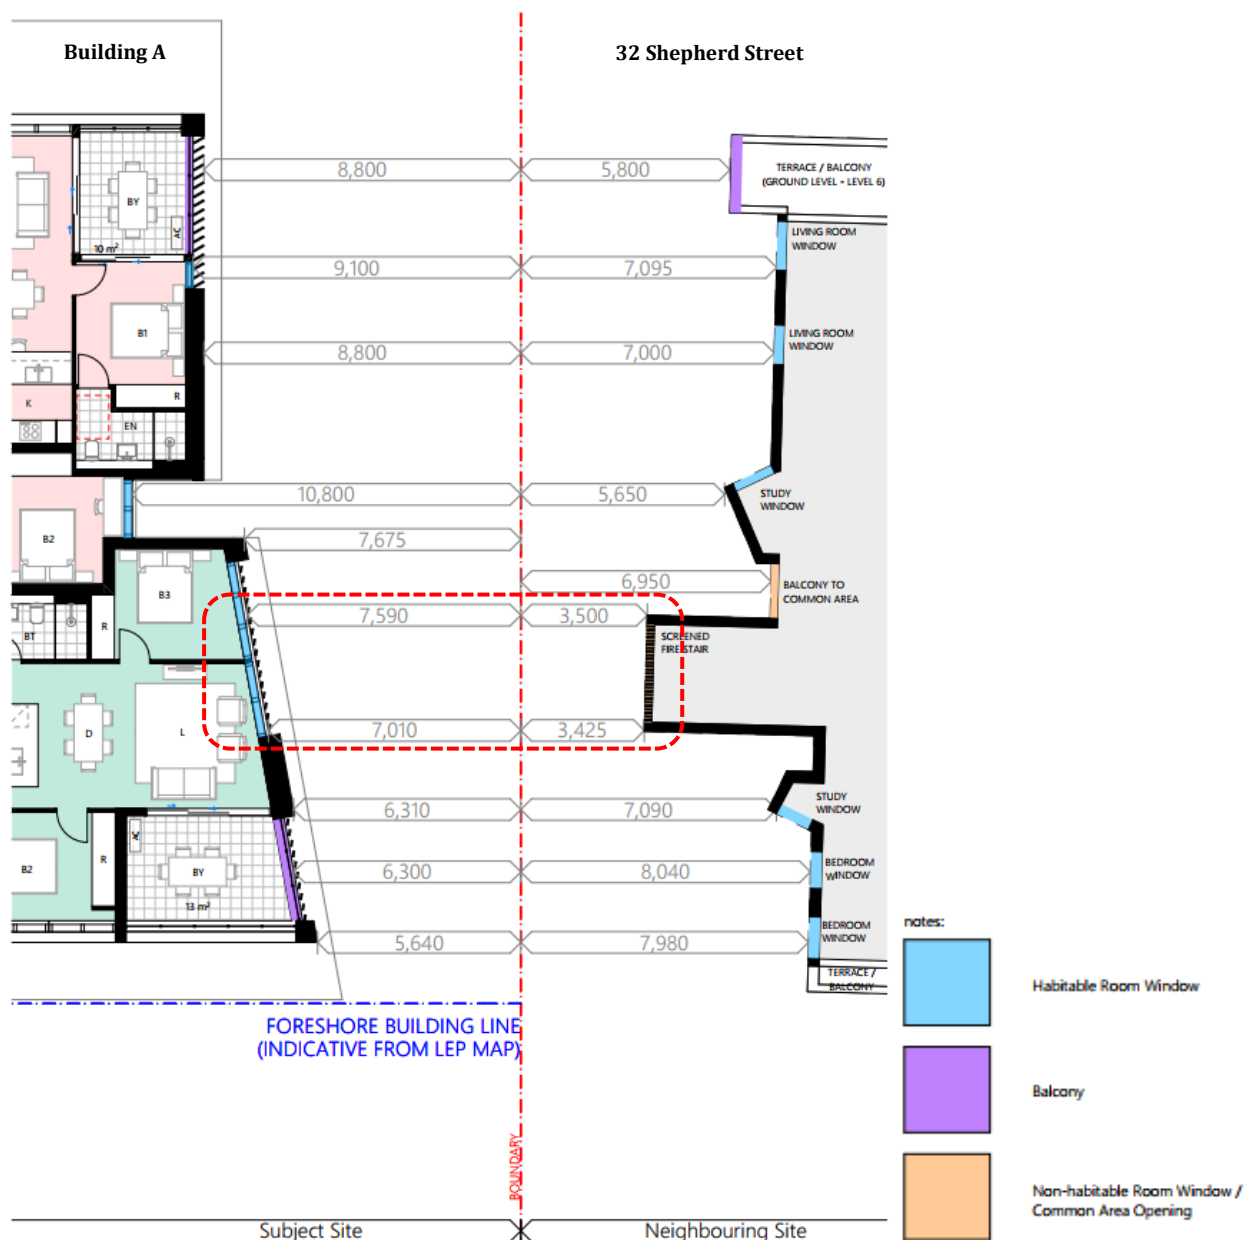 Building A
32 Shepherd Street
8,800
5,800
TERRACE / BALCONY
(GROUND LEVEL - LEVEL 6)
BY
AC
10 m²
LIVING ROOM
WINDOW
9,100
7,095
B1
LIVING ROOM
WINDOW
8,800
7,000
K
R
EN
10,800
5,650
STUDY
WINDOW
B2
7,675
6,950
BALCONY TO
COMMON AREA
B3
7,590
3,500
BT
R
SCREENED
FIRE STAIR
D
L
7,010
3,425
6,310
7,090
STUDY
WINDOW
AC
B2
R
BY
6,300
8,040
BEDROOM
WINDOW
13 m²
BEDROOM
WINDOW
5,640
7,980
TERRACE /
BALCONY
notes:
Habitable Room Window
FORESHORE BUILDING LINE
(INDICATIVE FROM LEP MAP)
Balcony
BOUNDARY
Non-habitable Room Window /
Common Area Opening
Subject Site
Neighbouring Site